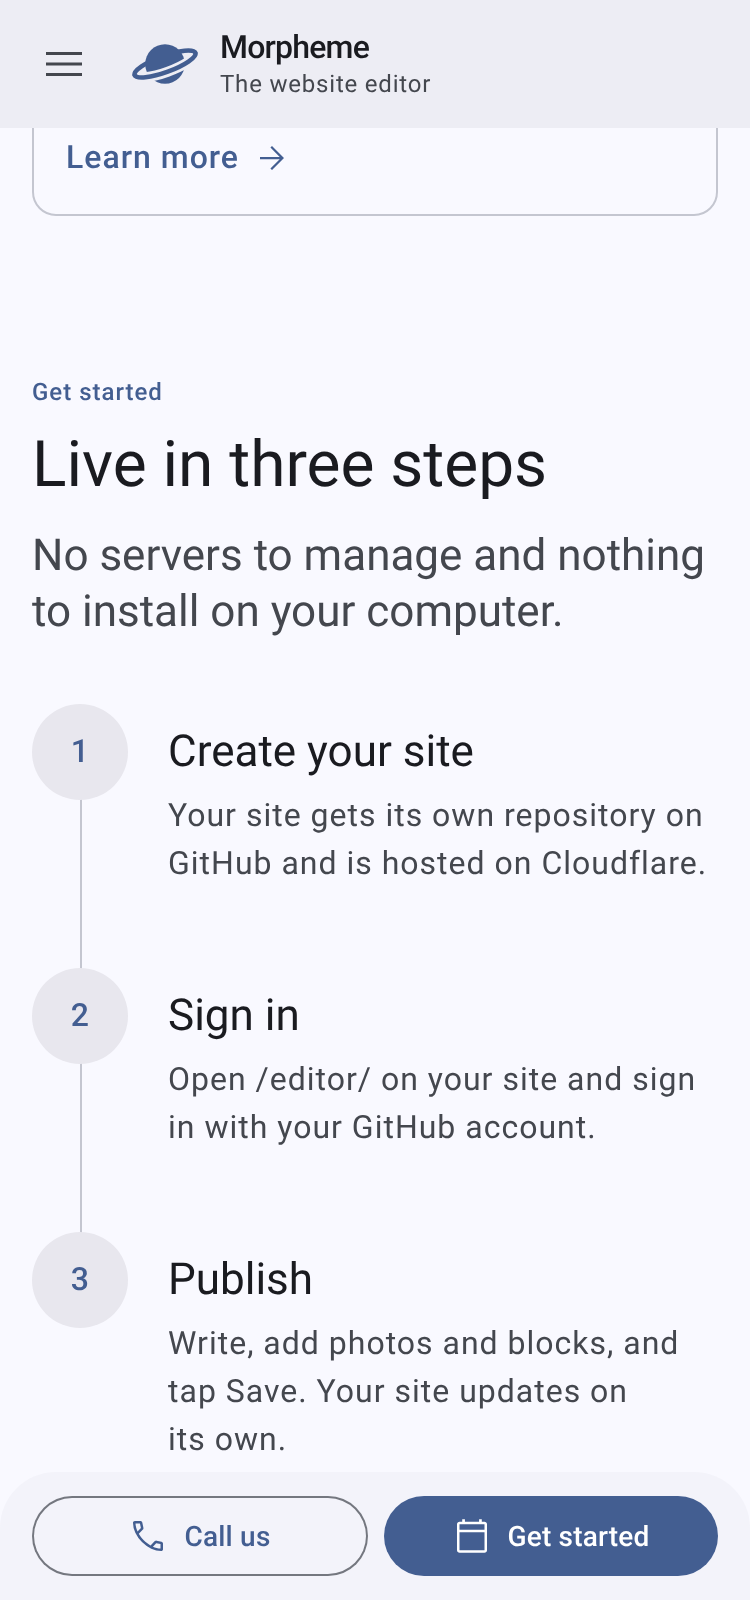 Morpheme
The website editor
Learn more
Get started
Live in three steps
No servers to manage and nothing
to install on your computer.
1
Create your site
Your site gets its own repository on
GitHub and is hosted on Cloudflare.
2
Sign in
Open /editor/ on your site and sign
in with your GitHub account.
3
Publish
Write, add photos and blocks, and
tap Save. Your site updates on
its own.
Call us
Get started